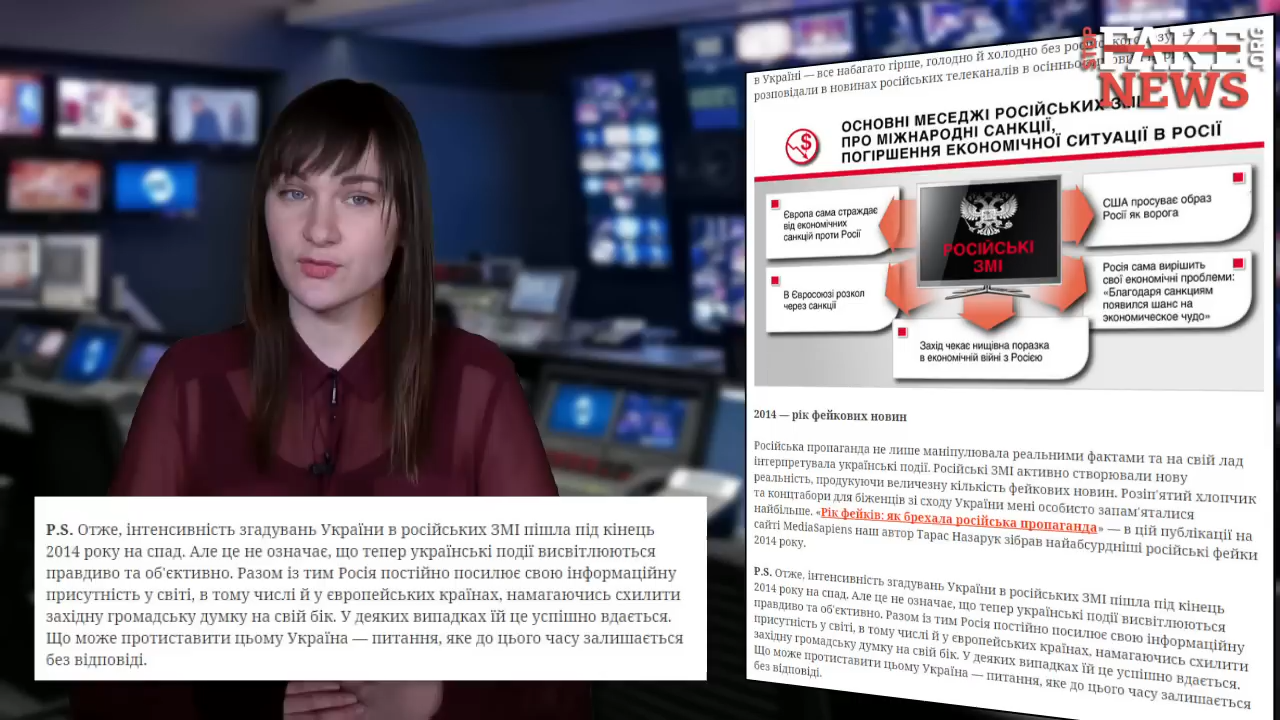 STOP
FAKE
.ORG
NEWS
в Україні — все набагато гірше, голодно й холодно без
розповідали в новинах російських телеканалів в осінньо
ОСНОВНІ МЕСЕДЖІ РОСІЙСЬКИХ ЗМІ
ПРО МІЖНАРОДНІ САНКЦІЇ,
ПОГІРШЕННЯ ЕКОНОМІЧНОЇ СИТУАЦІЇ В РОСІЇ
Європа сама страждає
від економічних
санкцій проти Росії
В Євросоюзі розкол
через санкції
РОСІЙСЬКІ
ЗМІ
США просуває образ
Росії як ворога
Росія сама вирішить
свої економічні проблеми:
«Благодаря санкциям
появился шанс на
экономическое чудо»
Захід чекає нищівна поразка
в економічній війні з Росією
2014 — рік фейкових новин
Російська пропаганда не лише маніпулювала реальними фактами та на свій лад
інтерпретувала українські події. Російські ЗМІ активно створювали нову
реальність, продукуючи величезну кількість фейкових новин. Розіп'ятий хлопчик
та концтабори для біженців зі сходу України мені особисто запам'яталися
найбільше. «Рік фейків: як брехала російська пропаганда» — в цій публікації на
сайті MediaSapiens наш автор Тарас Назарук зібрав найабсурдніші російські фейки
2014 року.
P.S. Отже, інтенсивність згадувань України в російських ЗМІ пішла під кінець
2014 року на спад. Але це не означає, що тепер українські події висвітлюються
правдиво та об'єктивно. Разом із тим Росія постійно посилює свою інформаційну
присутність у світі, в тому числі й у європейських країнах, намагаючись схилити
західну громадську думку на свій бік. У деяких випадках їй це успішно вдається.
Що може протиставити цьому Україна — питання, яке до цього часу залишається
без відповіді.
P.S. Отже, інтенсивність згадувань України в російських ЗМІ пішла під кінець
2014 року на спад. Але це не означає, що тепер українські події висвітлюються
правдиво та об'єктивно. Разом із тим Росія постійно посилює свою інформаційну
присутність у світі, в тому числі й у європейських країнах, намагаючись схилити
західну громадську думку на свій бік. У деяких випадках їй це успішно вдається.
Що може протиставити цьому Україна — питання, яке до цього часу залишається
без відповіді.